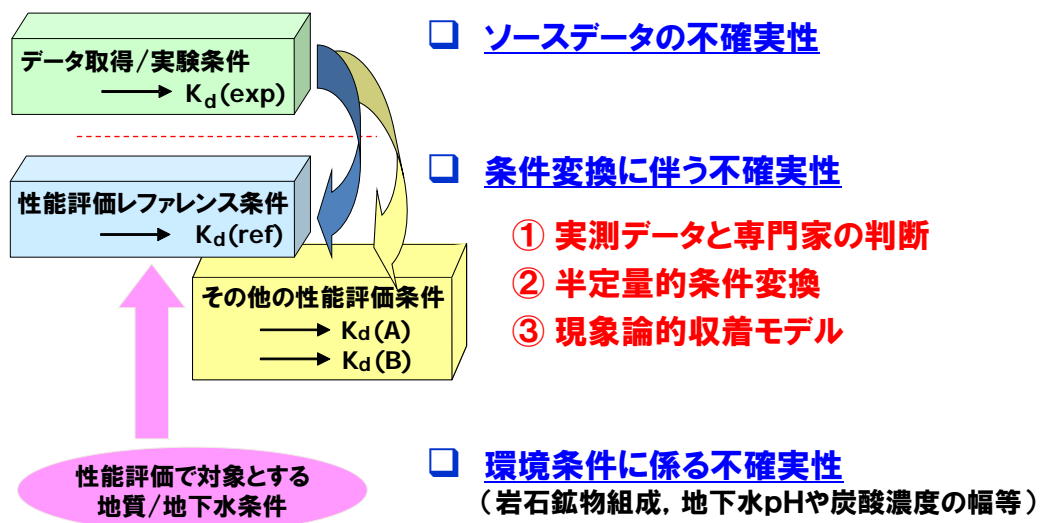 データ取得/実験条件
→ Kd(exp)
性能評価レファレンス条件
→ Kd(ref)
その他の性能評価条件
→ Kd(A)
→ Kd(B)
性能評価で対象とする
地質/地下水条件
❑ ソースデータの不確実性
❑ 条件変換に伴う不確実性
① 実測データと専門家の判断
② 半定量的条件変換
③ 現象論的収着モデル
❑ 環境条件に係る不確実性
（岩石鉱物組成，地下水pHや炭酸濃度の幅等）